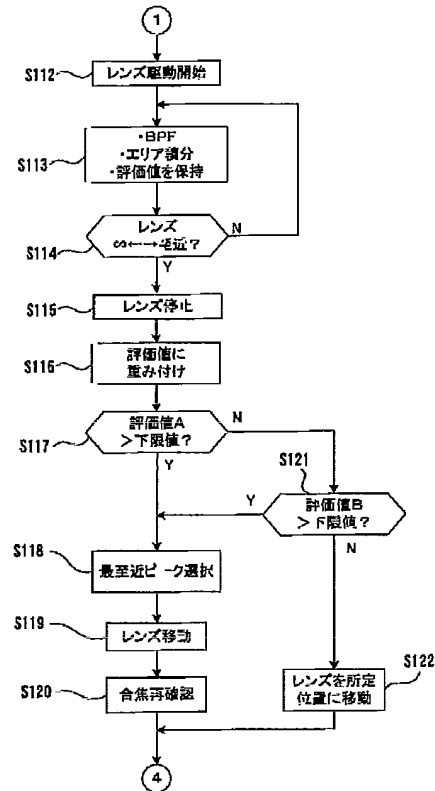 1
S112
レンズ駆動開始
S113
・BPF
・エリア積分
・評価値を保持
S114
レンズ
∞←→至近?
N
Y
S115
レンズ停止
S116
評価値に
重み付け
S117
評価値A
>下限値?
N
Y
S121
評価値B
>下限値?
Y
N
S118
最至近ピーク選択
S119
レンズ移動
S120
合焦再確認
S122
レンズを所定
位置に移動
4